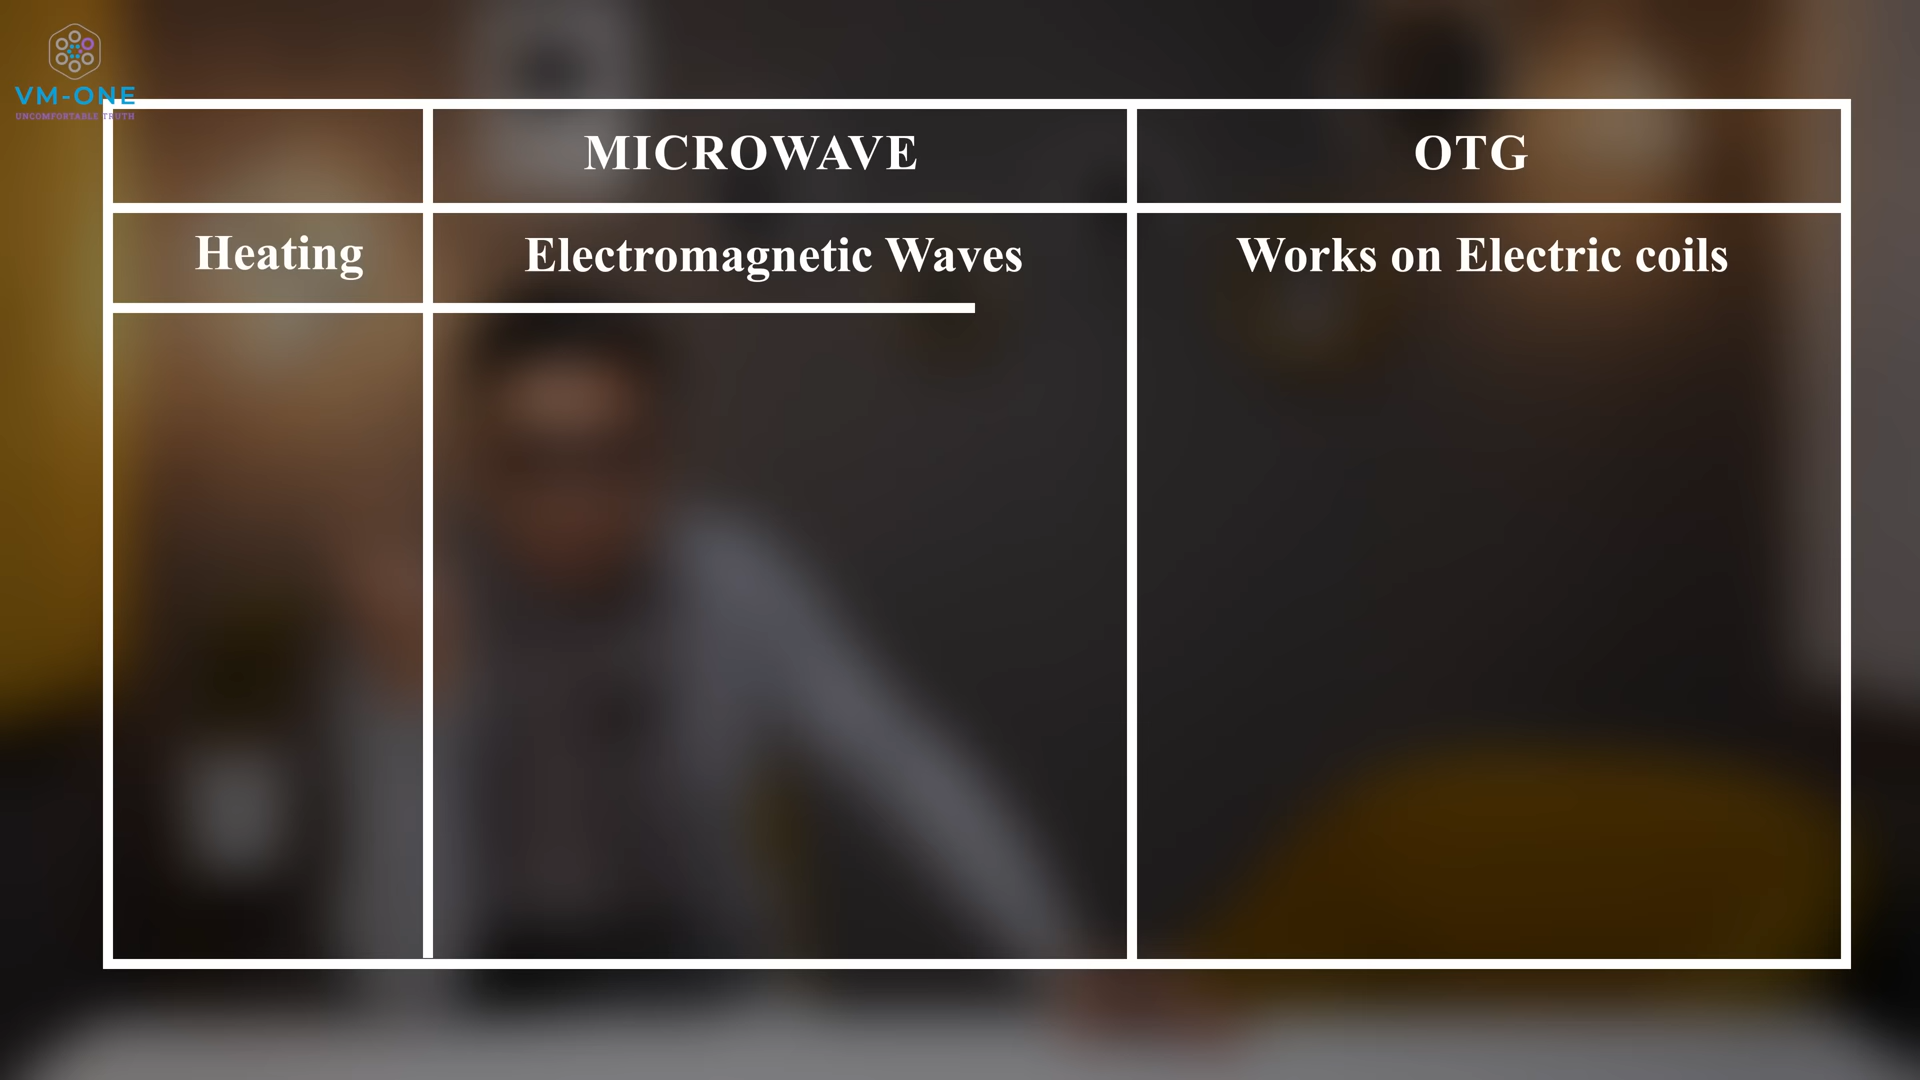 VM-ONE
UNCOMFORTABLE TRUTH
MICROWAVE OTG
Heating Electromagnetic Waves Works on Electric coils